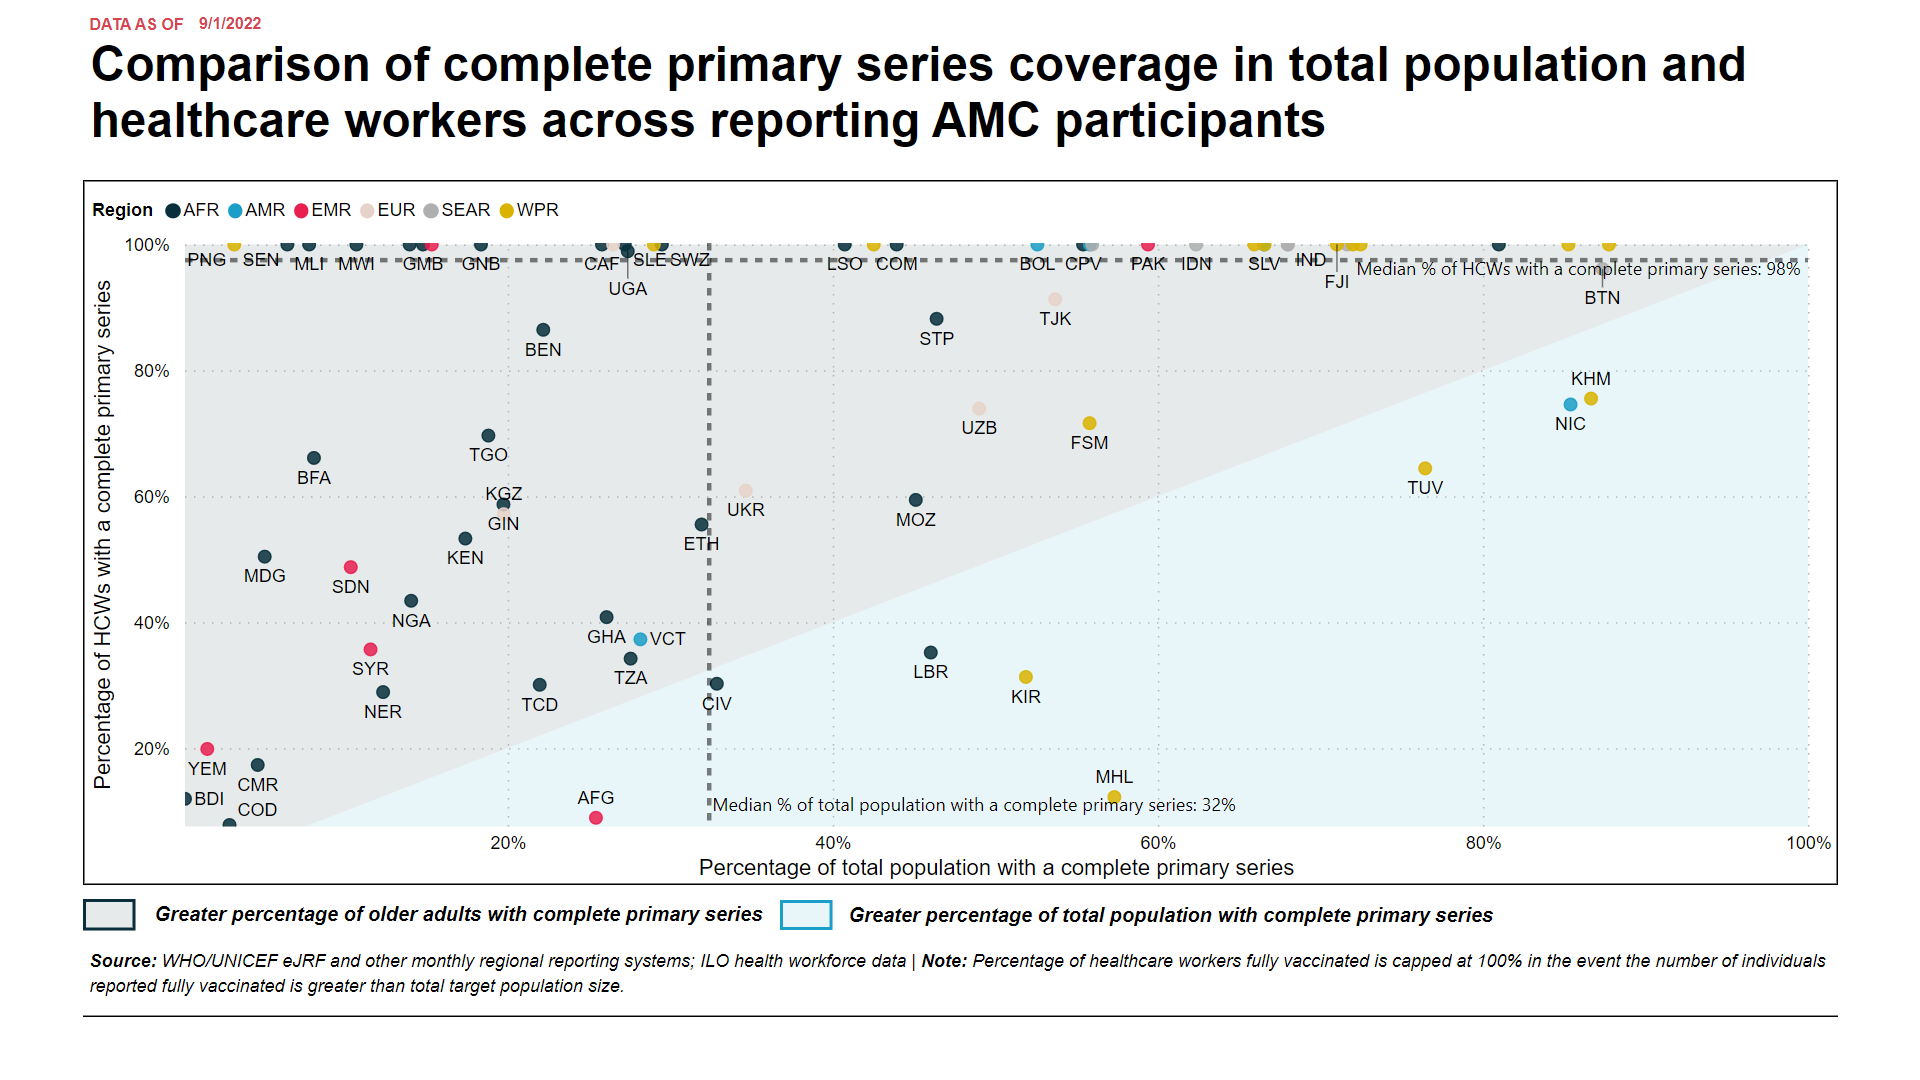 DATA AS OF 9/1/2022
Comparison of complete primary series coverage in total population and
healthcare workers across reporting AMC participants
Region AFR AMR EMR EUR SEAR WPR
Percentage of HCWs with a complete primary series
100%
PNG SEN MLI MWI GMB GNB CAF SLE SWZ LSO COM BOL CPV PAK IDN SLV IND
Median % of HCWs with a complete primary series: 98%
UGA
FJI
BTN
TJK
STP
BEN
80%
KHM
NIC
UZB
FSM
TGO
BFA
TUV
KGZ
60%
UKR
GIN
MOZ
ETH
KEN
MDG
SDN
NGA
40%
GHA VCT
SYR
LBR
TZA
KIR
CIV
TCD
NER
20%
YEM
MHL
CMR
BDI
AFG
Median % of total population with a complete primary series: 32%
COD
20% 40% 60% 80% 100%
Percentage of total population with a complete primary series
Greater percentage of older adults with complete primary series
Greater percentage of total population with complete primary series
Source: WHO/UNICEF eJRF and other monthly regional reporting systems; ILO health workforce data | Note: Percentage of healthcare workers fully vaccinated is capped at 100% in the event the number of individuals
reported fully vaccinated is greater than total target population size.